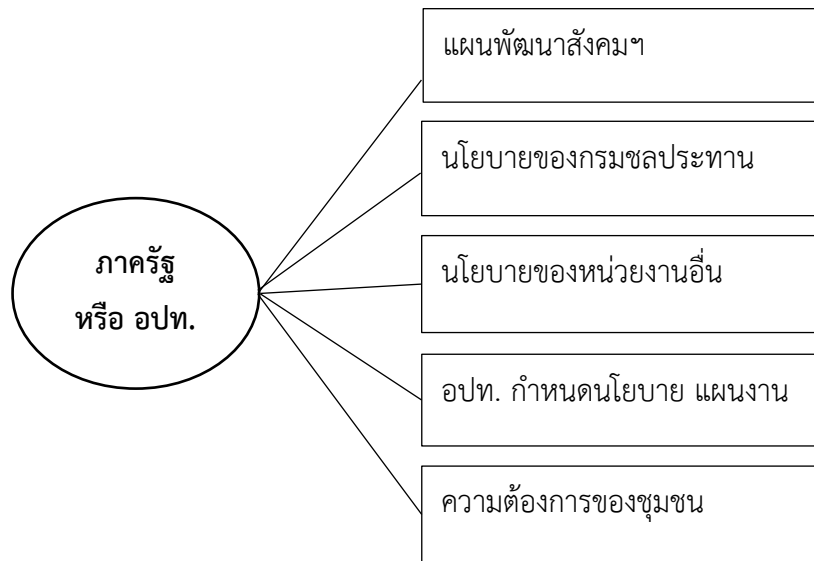 แผนพัฒนาสังคมฯ
นโยบายของกรมชลประทาน
ภาครัฐ
หรือ อปท.
นโยบายของหน่วยงานอื่น
อปท. กำหนดนโยบาย แผนงาน
ความต้องการของชุมชน